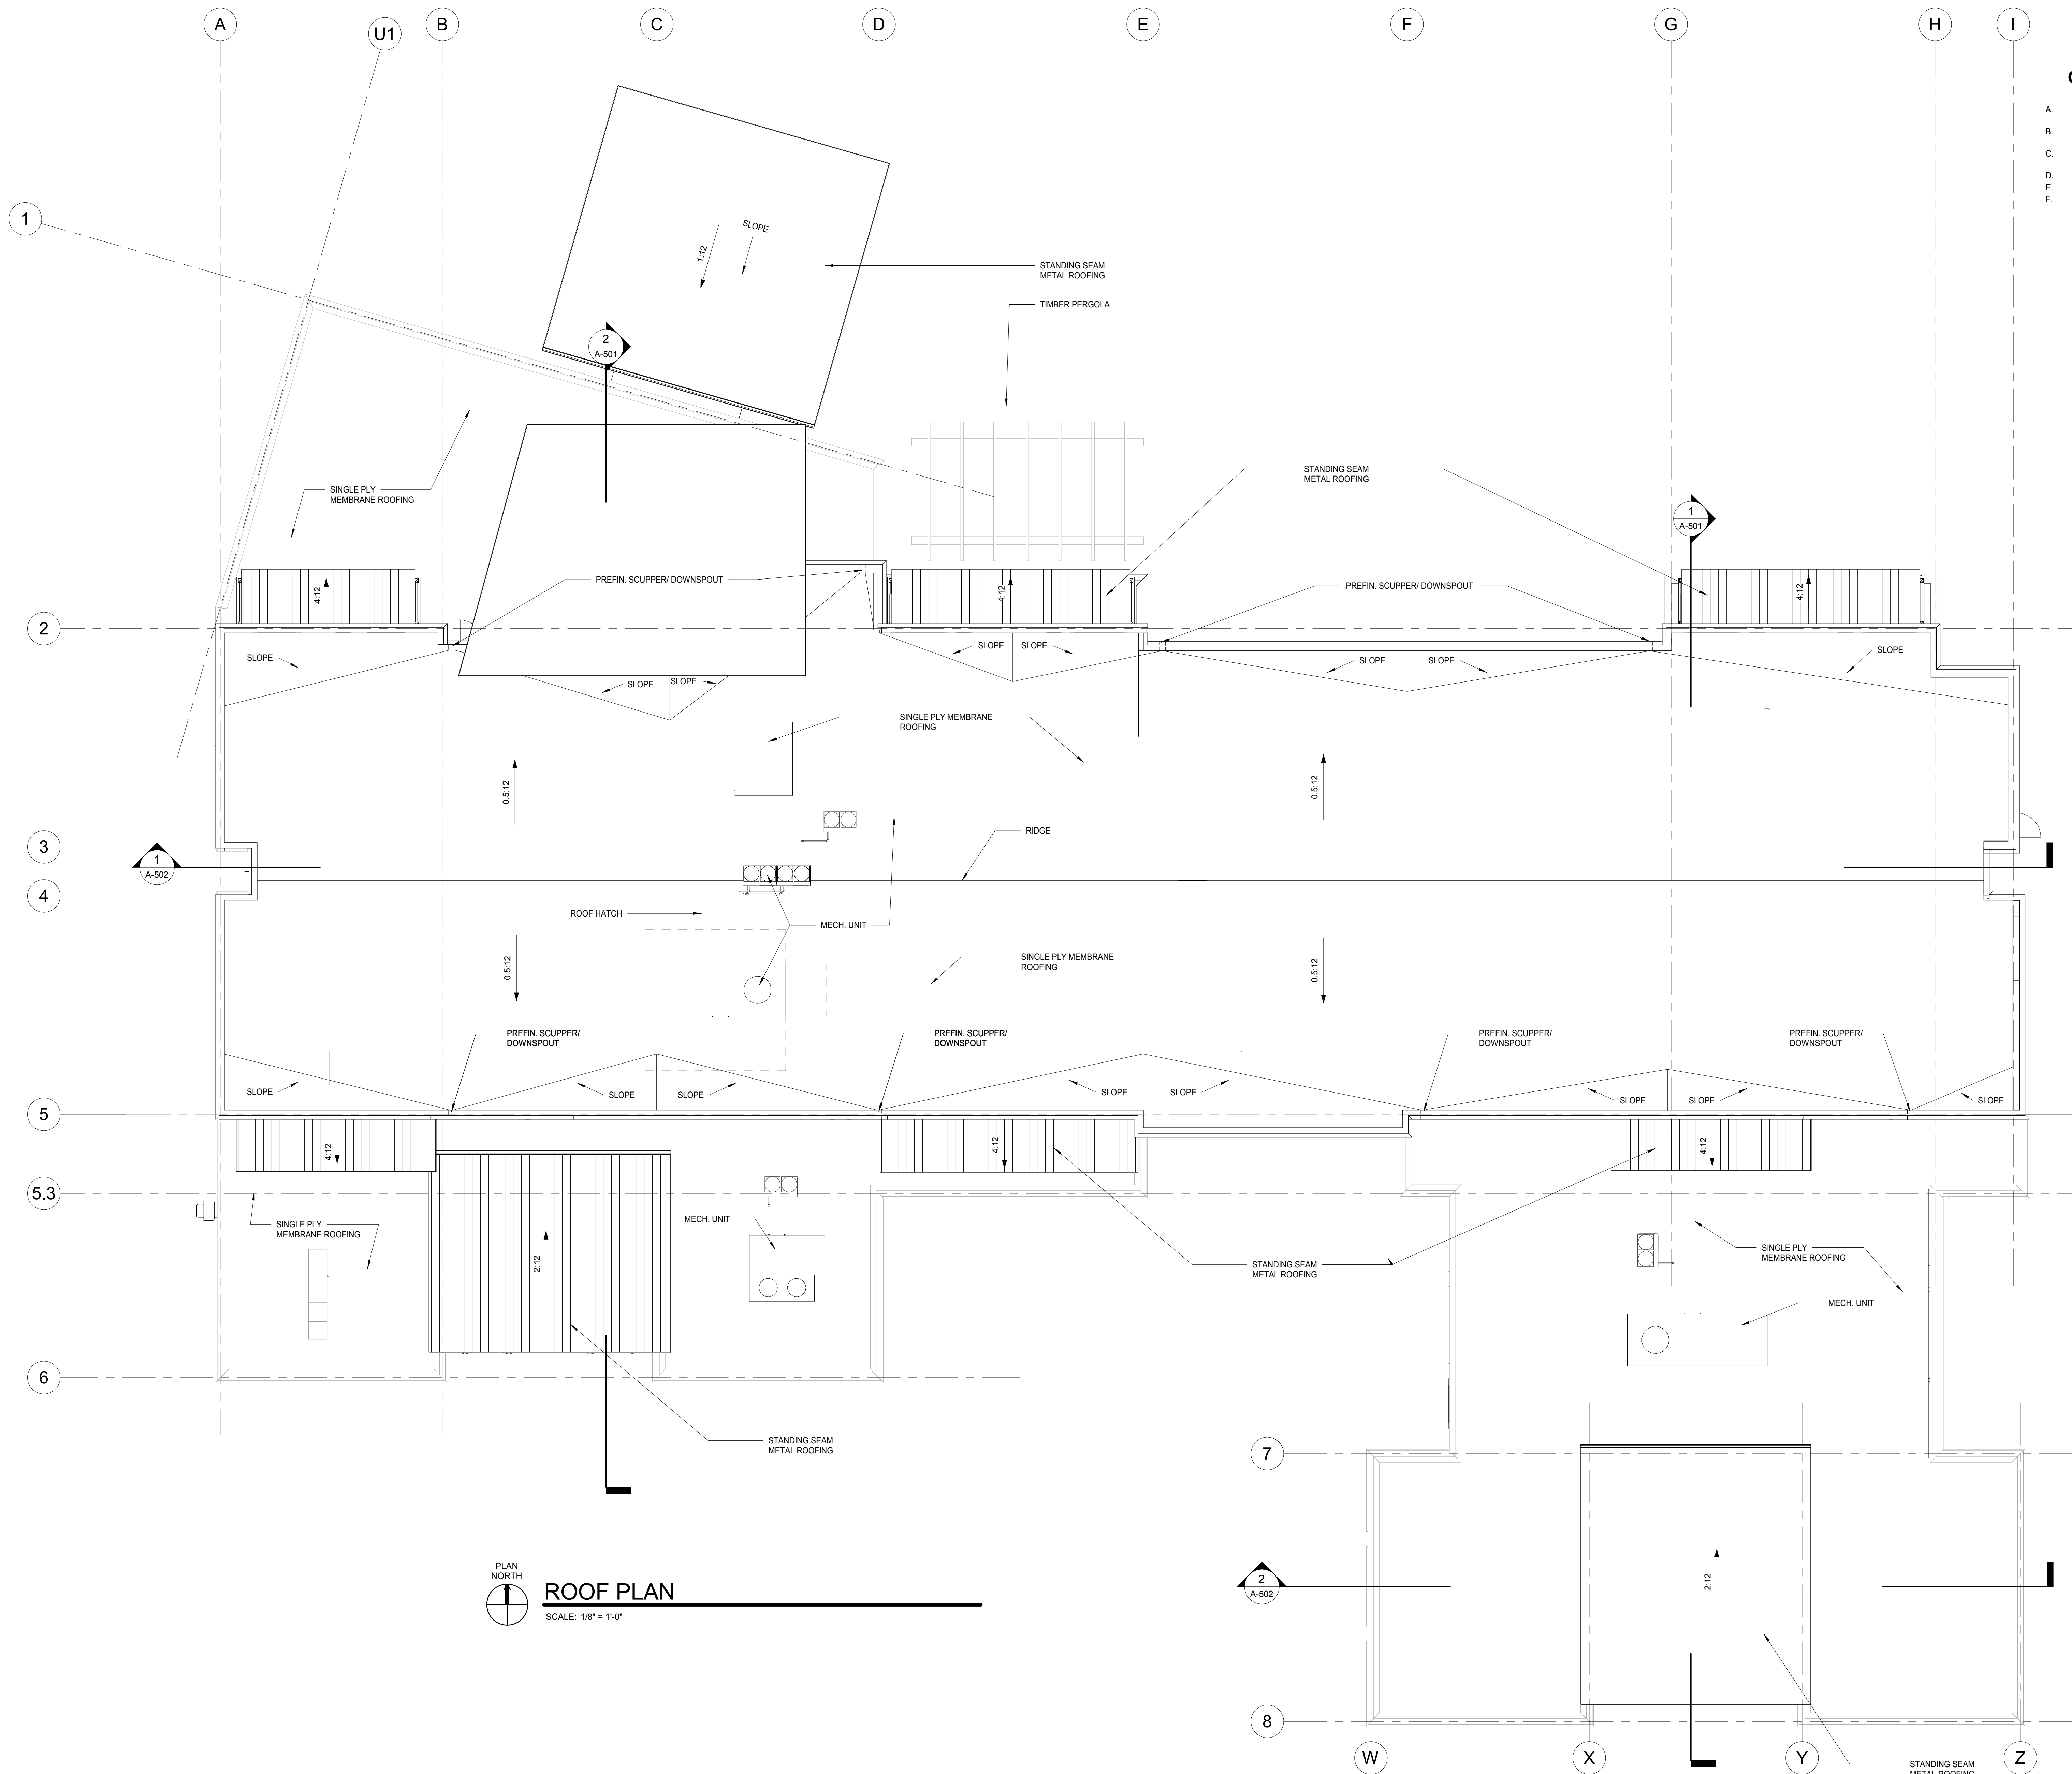 A
U1
B
C
D
E
F
G
H
I
A.
B.
C.
D.
E.
F.
1
SLOPE
1:12
STANDING SEAM
METAL ROOFING
TIMBER PERGOLA
2
A-501
SINGLE PLY
MEMBRANE ROOFING
STANDING SEAM
METAL ROOFING
1
A-501
4:12
PREFIN. SCUPPER/ DOWNSPOUT
4:12
PREFIN. SCUPPER/ DOWNSPOUT
4:12
2
SLOPE
SLOPE
SLOPE
SLOPE
SLOPE
SLOPE
SLOPE
SLOPE
SINGLE PLY MEMBRANE
ROOFING
0.5:12
0.5:12
3
RIDGE
1
A-502
4
ROOF HATCH
MECH. UNIT
0.5:12
SINGLE PLY MEMBRANE
ROOFING
0.5:12
PREFIN. SCUPPER/
DOWNSPOUT
PREFIN. SCUPPER/
DOWNSPOUT
PREFIN. SCUPPER/
DOWNSPOUT
PREFIN. SCUPPER/
DOWNSPOUT
SLOPE
SLOPE
SLOPE
SLOPE
SLOPE
SLOPE
SLOPE
SLOPE
5
4:12
4:12
4:12
5.3
SINGLE PLY
MEMBRANE ROOFING
MECH. UNIT
2:12
STANDING SEAM
METAL ROOFING
SINGLE PLY
MEMBRANE ROOFING
MECH. UNIT
6
STANDING SEAM
METAL ROOFING
7
PLAN
NORTH
ROOF PLAN
SCALE: 1/8" = 1'-0"
2
A-502
2:12
8
W
X
Y
Z
STANDING SEAM
METAL ROOFING